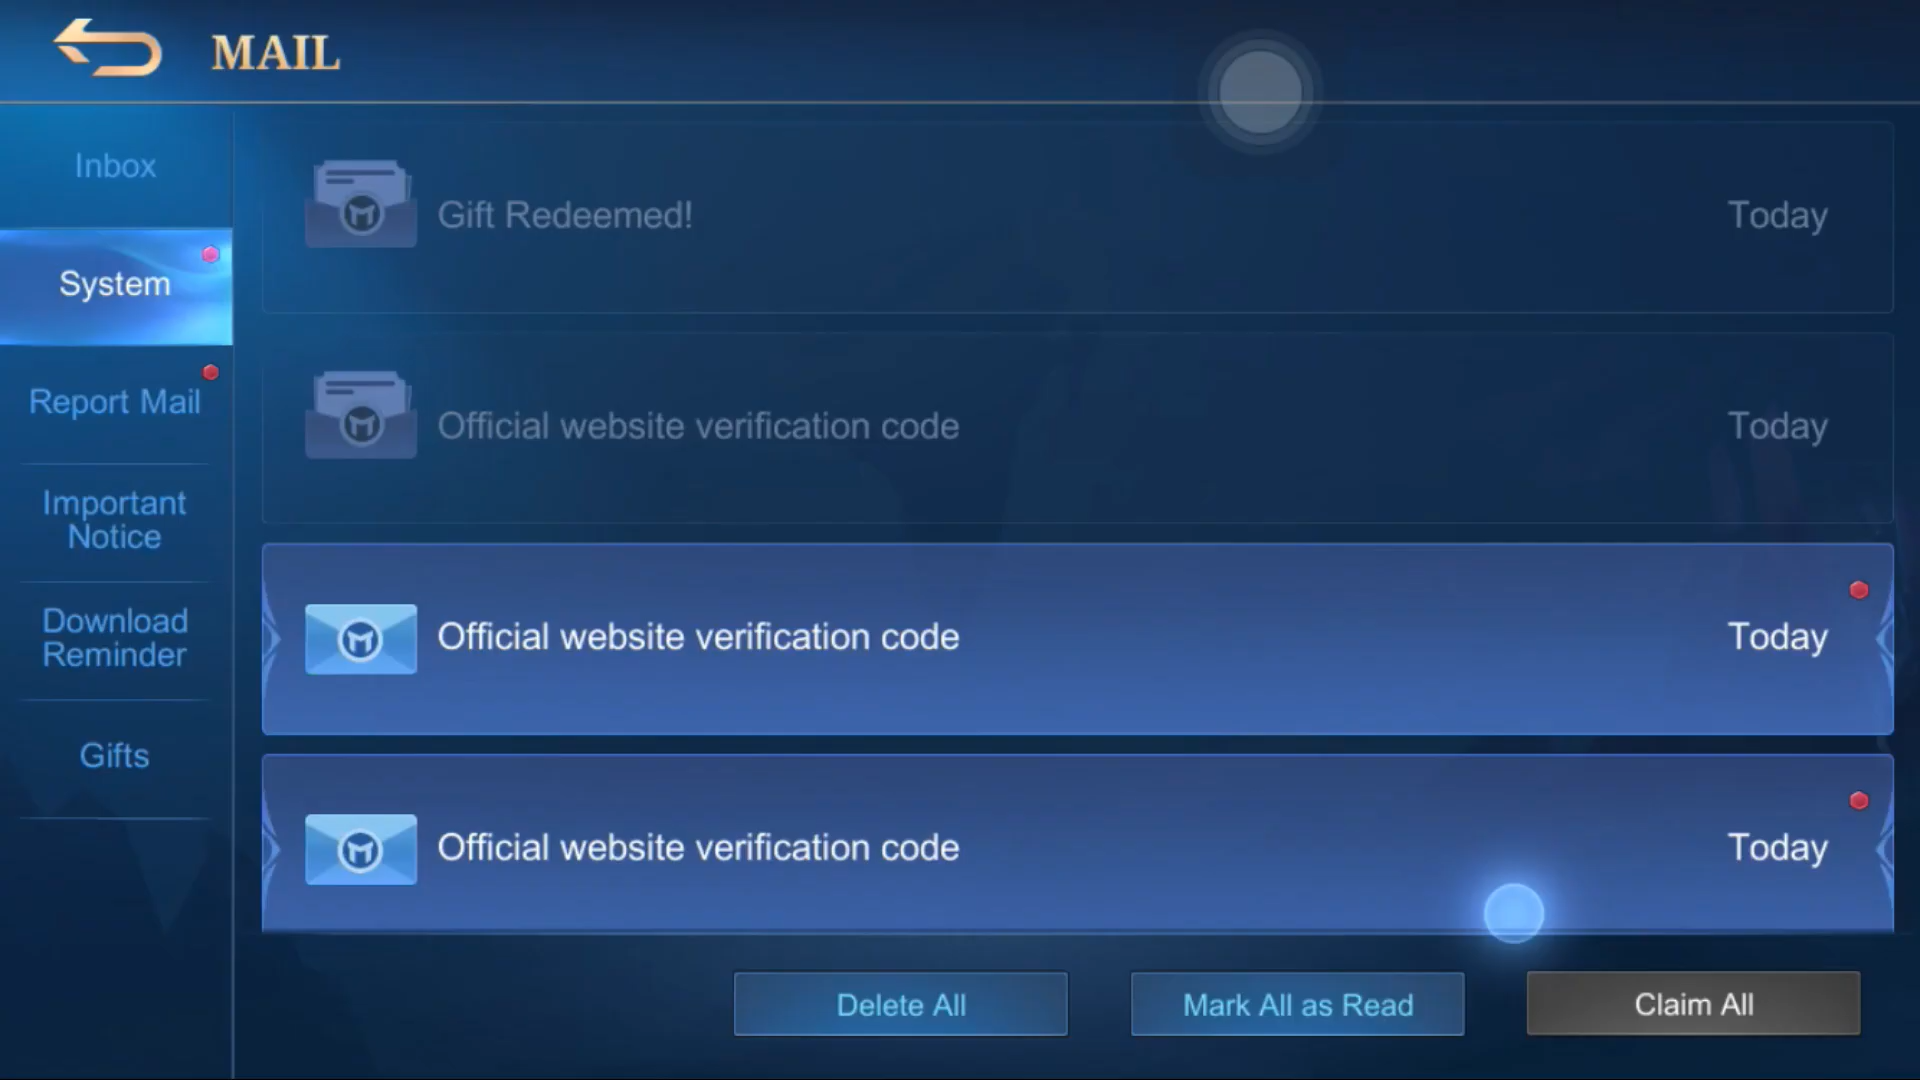 MAIL
Inbox
System
Report Mail
Important
Notice
Download
Reminder
Gifts
Gift Redeemed! Today
Official website verification code Today
Official website verification code Today
Official website verification code Today
Delete All
Mark All as Read
Claim All